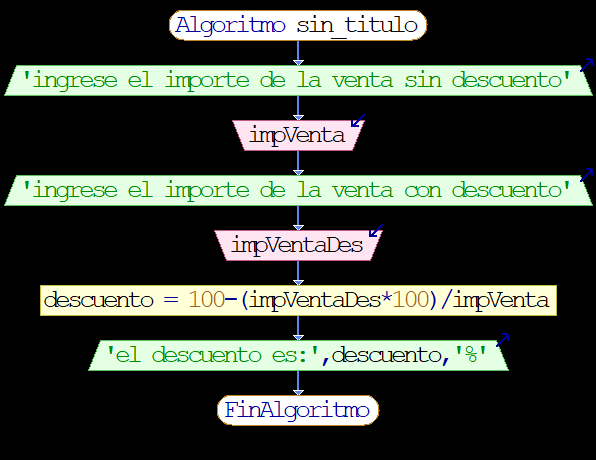 Algoritmo sin_titulo
'ingrese el importe de la venta sin descuento'
impVenta
'ingrese el importe de la venta con descuento'
impVentaDes
descuento = 100-(impVentaDes*100)/impVenta
'el descuento es:',descuento,'%'
FinAlgoritmo